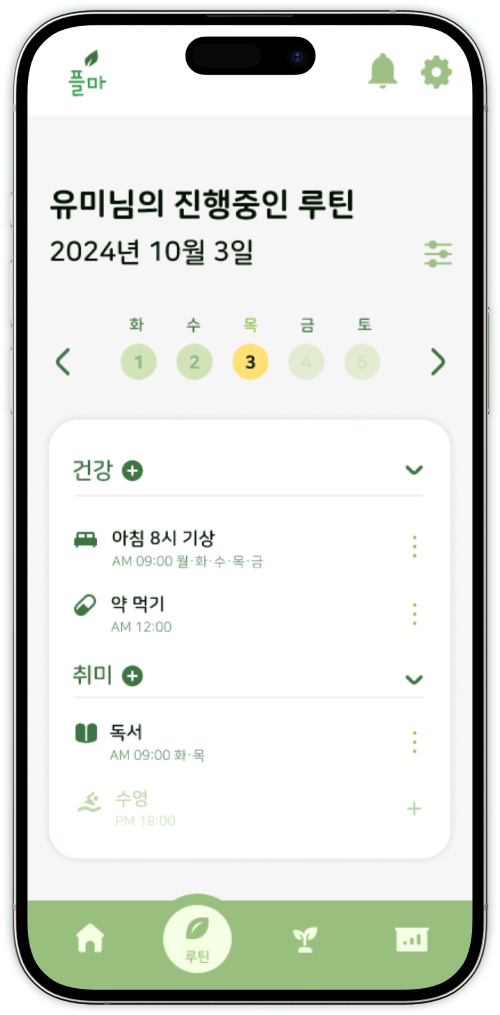 플마
유미님의 진행중인 루틴
2024년 10월 3일
화 수 목 금 토
1 2 3 4 5
건강
아침 8시 기상
AM 09:00 월·화·수·목·금
약 먹기
AM 12:00
취미
독서
AM 09:00 화·목
수영
PM 18:00
루틴